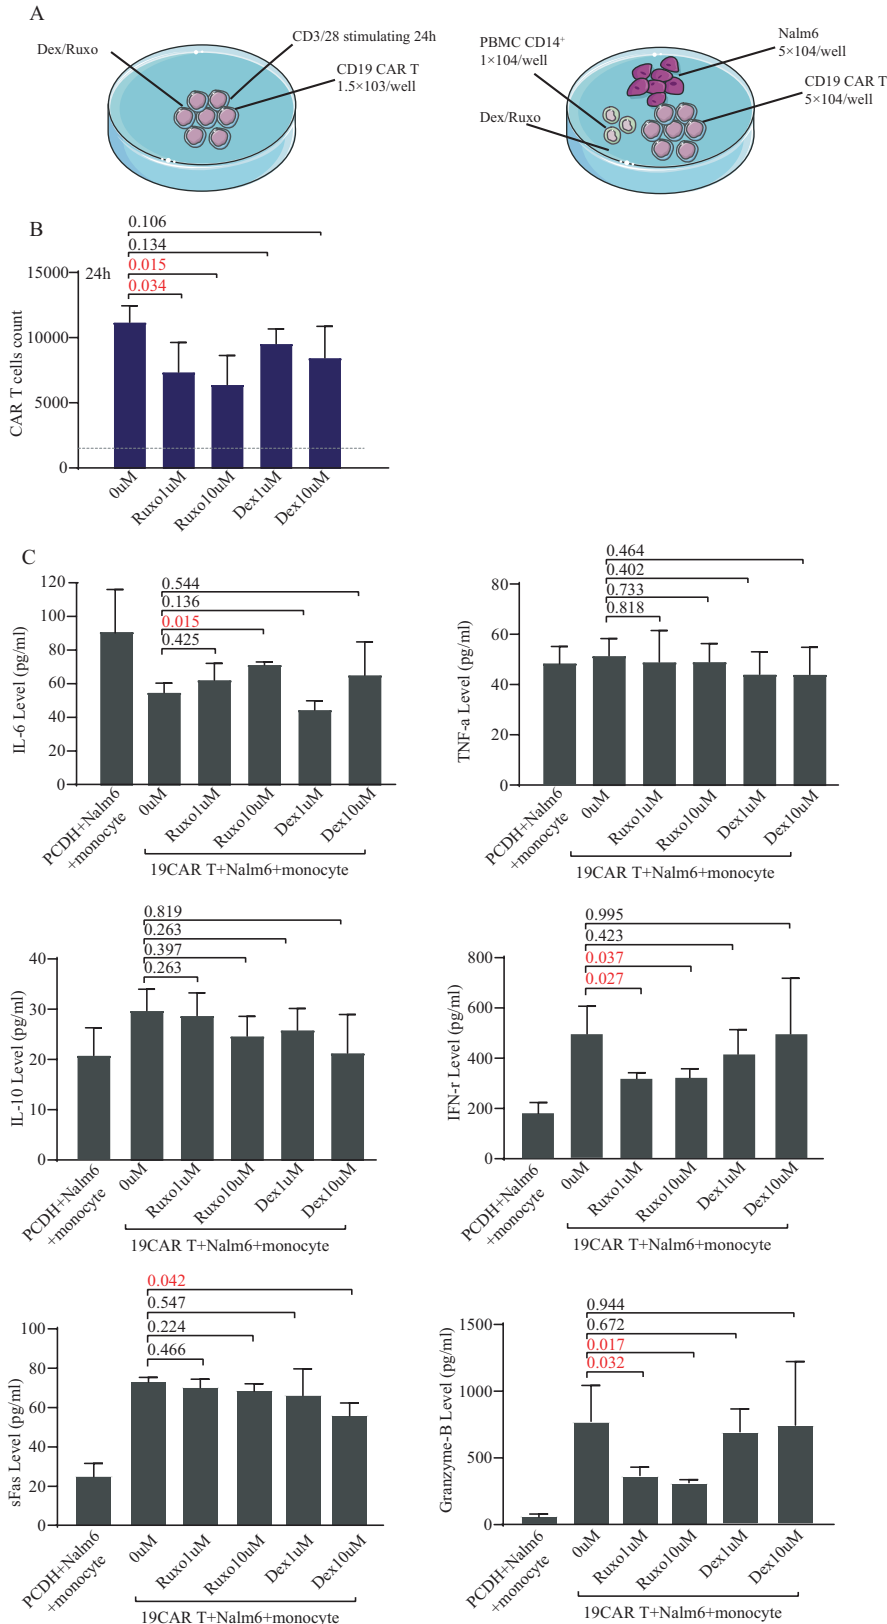 A
Dex/Ruxo
CD3/28 stimulating 24h
CD19 CAR T
1.5×103/well
PBMC CD14⁺
1×104/well
Dex/Ruxo
Nalm6
5×104/well
CD19 CAR T
5×104/well
B
0.106
0.134
0.015
0.034
24h
CAR T cells count
15000
10000
5000
0
0uM
Ruxo1uM
Ruxo10uM
Dex1uM
Dex10uM
C
0.544
0.136
0.015
0.425
IL-6 Level (pg/ml)
120
100
80
60
40
20
0
PCDH+Nalm6
+monocyte
0uM
Ruxo1uM
Ruxo10uM
Dex1uM
Dex10uM
19CAR T+Nalm6+monocyte
0.464
0.402
0.733
0.818
TNF-a Level (pg/ml)
80
60
40
20
0
PCDH+Nalm6
+monocyte
0uM
Ruxo1uM
Ruxo10uM
Dex1uM
Dex10uM
19CAR T+Nalm6+monocyte
0.819
0.263
0.397
0.263
IL-10 Level (pg/ml)
40
30
20
10
0
PCDH+Nalm6
+monocyte
0uM
Ruxo1uM
Ruxo10uM
Dex1uM
Dex10uM
19CAR T+Nalm6+monocyte
0.995
0.423
0.037
0.027
IFN-r Level (pg/ml)
800
600
400
200
0
PCDH+Nalm6
+monocyte
0uM
Ruxo1uM
Ruxo10uM
Dex1uM
Dex10uM
19CAR T+Nalm6+monocyte
0.042
0.547
0.224
0.466
sFas Level (pg/ml)
100
80
60
40
20
0
PCDH+Nalm6
+monocyte
0uM
Ruxo1uM
Ruxo10uM
Dex1uM
Dex10uM
19CAR T+Nalm6+monocyte
0.944
0.672
0.017
0.032
Granzyme-B Level (pg/ml)
1500
1000
500
0
PCDH+Nalm6
+monocyte
0uM
Ruxo1uM
Ruxo10uM
Dex1uM
Dex10uM
19CAR T+Nalm6+monocyte